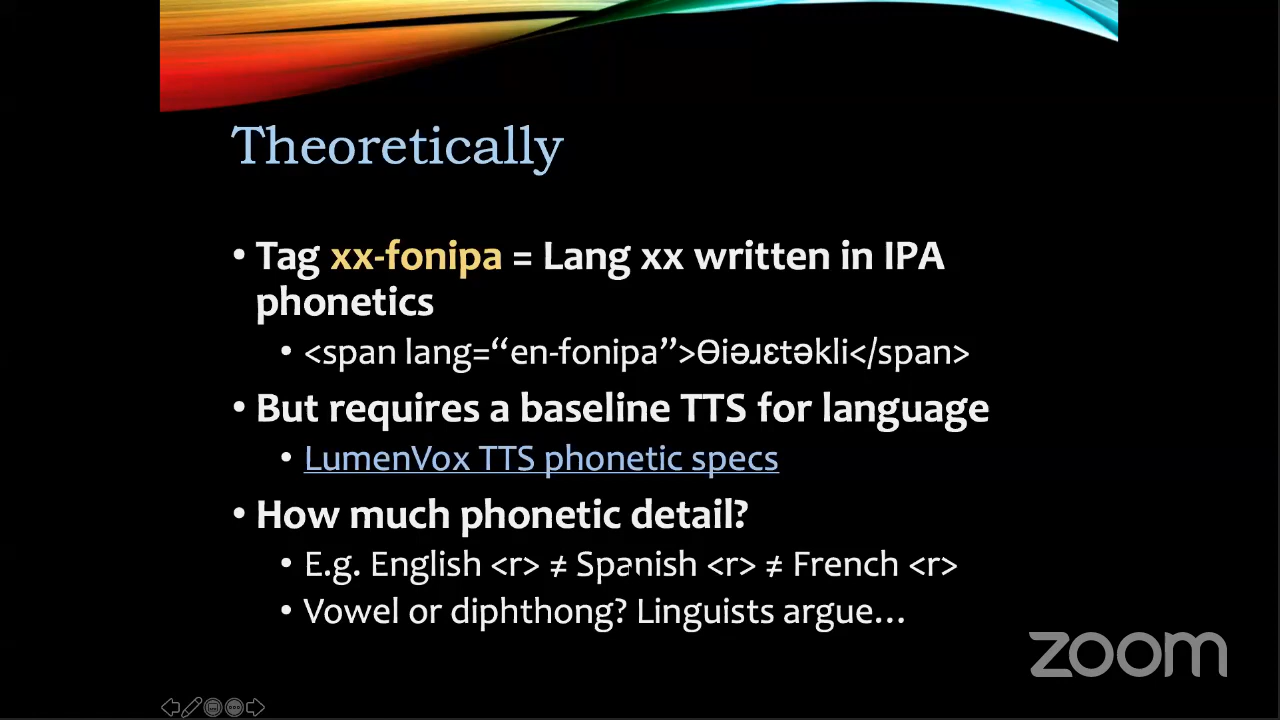 Theoretically
• Tag xx-fonipa = Lang xx written in IPA
phonetics
• <span lang=“en-fonipa”>Ɵiəɹɛtəkli</span>
• But requires a baseline TTS for language
• LumenVox TTS phonetic specs
• How much phonetic detail?
• E.g. English <r> ≠ Spanish <r> ≠ French <r>
• Vowel or diphthong? Linguists argue…
zoom